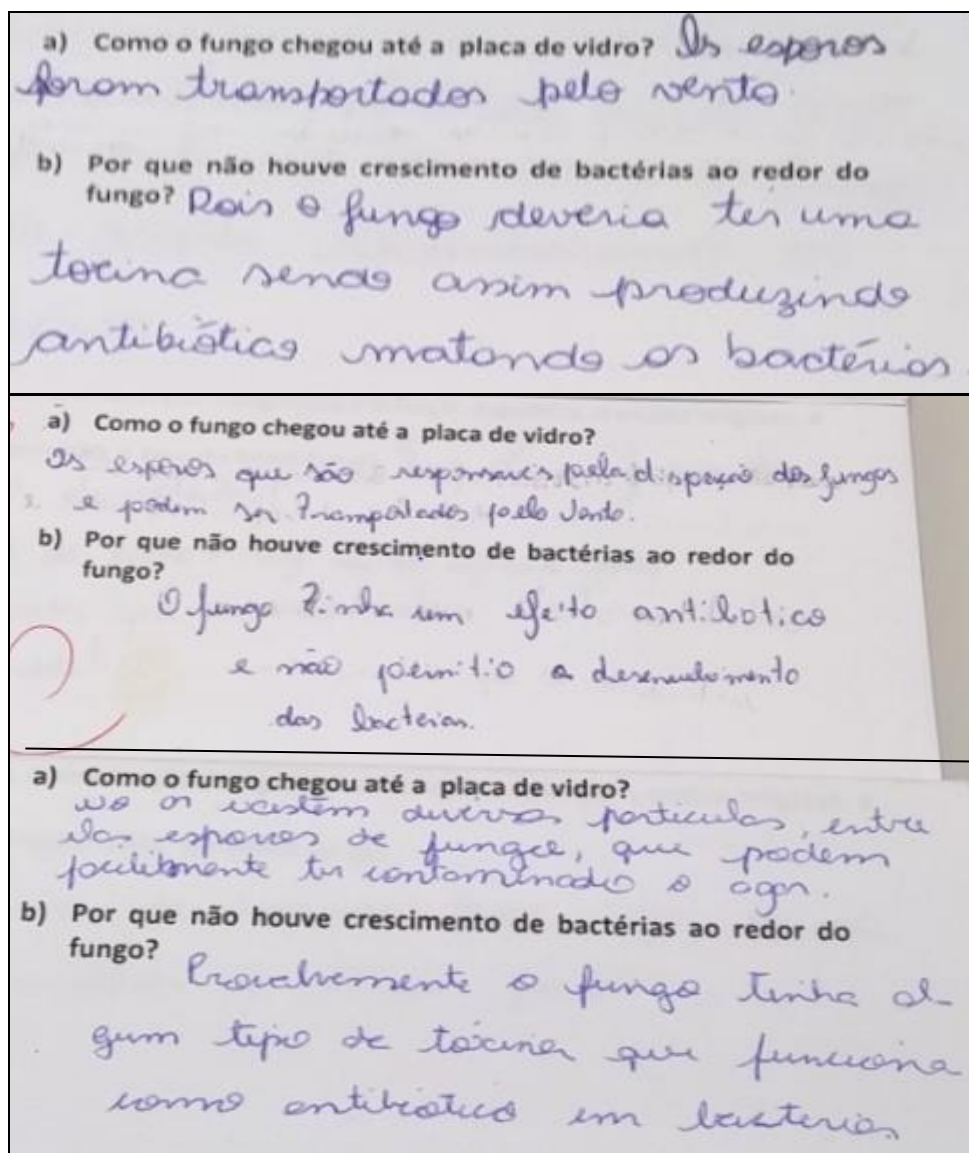 a) Como o fungo chegou até a placa de vidro? Os esporos
foram transportados pelo vento.
b) Por que não houve crescimento de bactérias ao redor do
fungo? Pois o fungo deveria ter uma
toxina sendo assim produzindo
antibiótico matando as bactérias.
a) Como o fungo chegou até a placa de vidro?
Os esporos que são responsaveis pela disperção dos fungos
e podem ser transportados pelo vento.
b) Por que não houve crescimento de bactérias ao redor do
fungo?
O fungo tinha um efeito antibotico
e não permitio a desenvolvimento
das bacterias.
a) Como o fungo chegou até a placa de vidro?
No ar existem diversas particulas, entre
elas esporos de fungos, que podem
facilmente ter contaminado o agar.
b) Por que não houve crescimento de bactérias ao redor do
fungo?
Provavelmente o fungo tinha al-
gum tipo de toxina que funciona
como antibiotico em bacterias